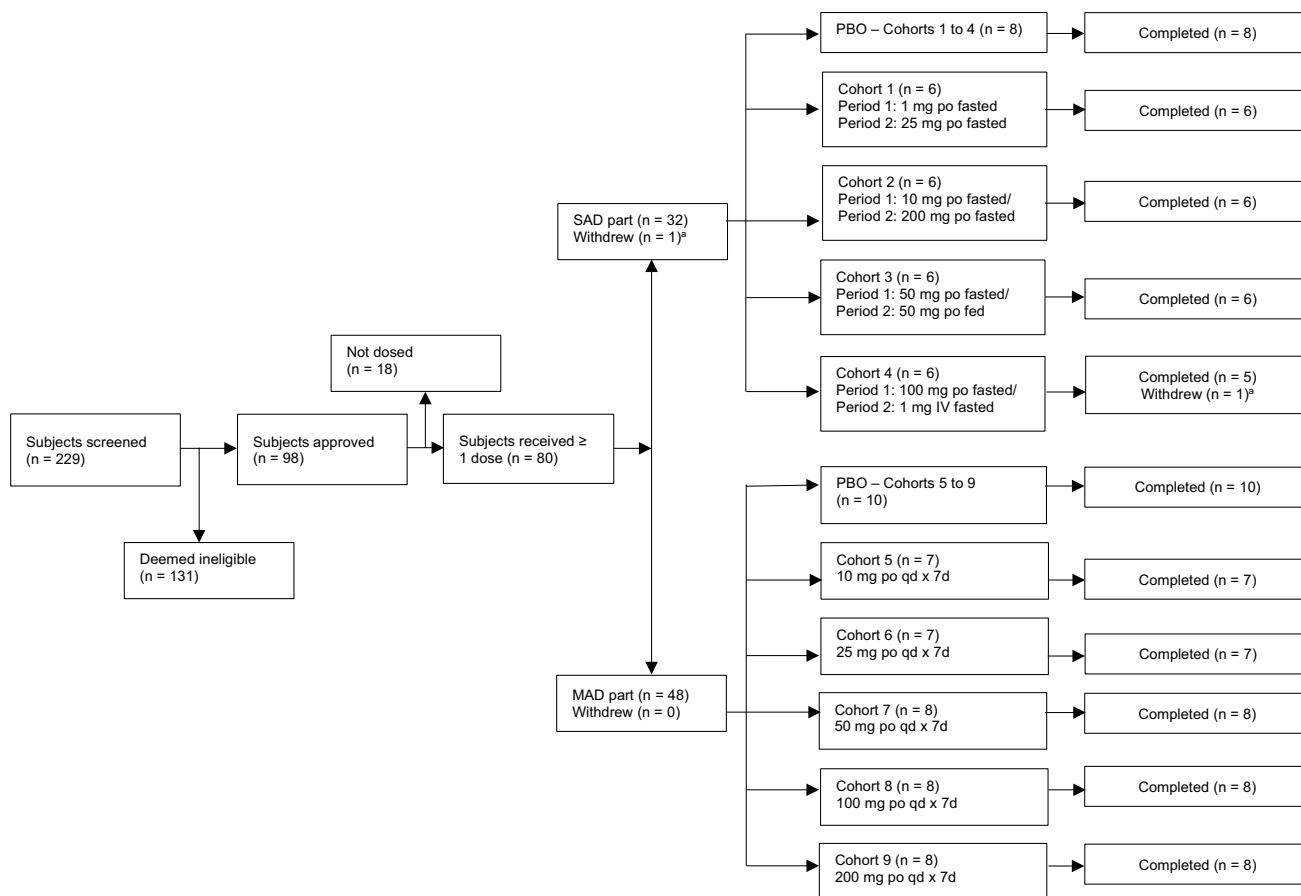 Subjects screened
(n = 229)
Deemed ineligible
(n = 131)
Subjects approved
(n = 98)
Not dosed
(n = 18)
Subjects received ≥
1 dose (n = 80)
SAD part (n = 32)
Withdrew (n = 1)ᵃ
PBO – Cohorts 1 to 4 (n = 8)
Completed (n = 8)
Cohort 1 (n = 6)
Period 1: 1 mg po fasted
Period 2: 25 mg po fasted
Completed (n = 6)
Cohort 2 (n = 6)
Period 1: 10 mg po fasted/
Period 2: 200 mg po fasted
Completed (n = 6)
Cohort 3 (n = 6)
Period 1: 50 mg po fasted/
Period 2: 50 mg po fed
Completed (n = 6)
Cohort 4 (n = 6)
Period 1: 100 mg po fasted/
Period 2: 1 mg IV fasted
Completed (n = 5)
Withdrew (n = 1)ᵃ
MAD part (n = 48)
Withdrew (n = 0)
PBO – Cohorts 5 to 9
(n = 10)
Completed (n = 10)
Cohort 5 (n = 7)
10 mg po qd x 7d
Completed (n = 7)
Cohort 6 (n = 7)
25 mg po qd x 7d
Completed (n = 7)
Cohort 7 (n = 8)
50 mg po qd x 7d
Completed (n = 8)
Cohort 8 (n = 8)
100 mg po qd x 7d
Completed (n = 8)
Cohort 9 (n = 8)
200 mg po qd x 7d
Completed (n = 8)